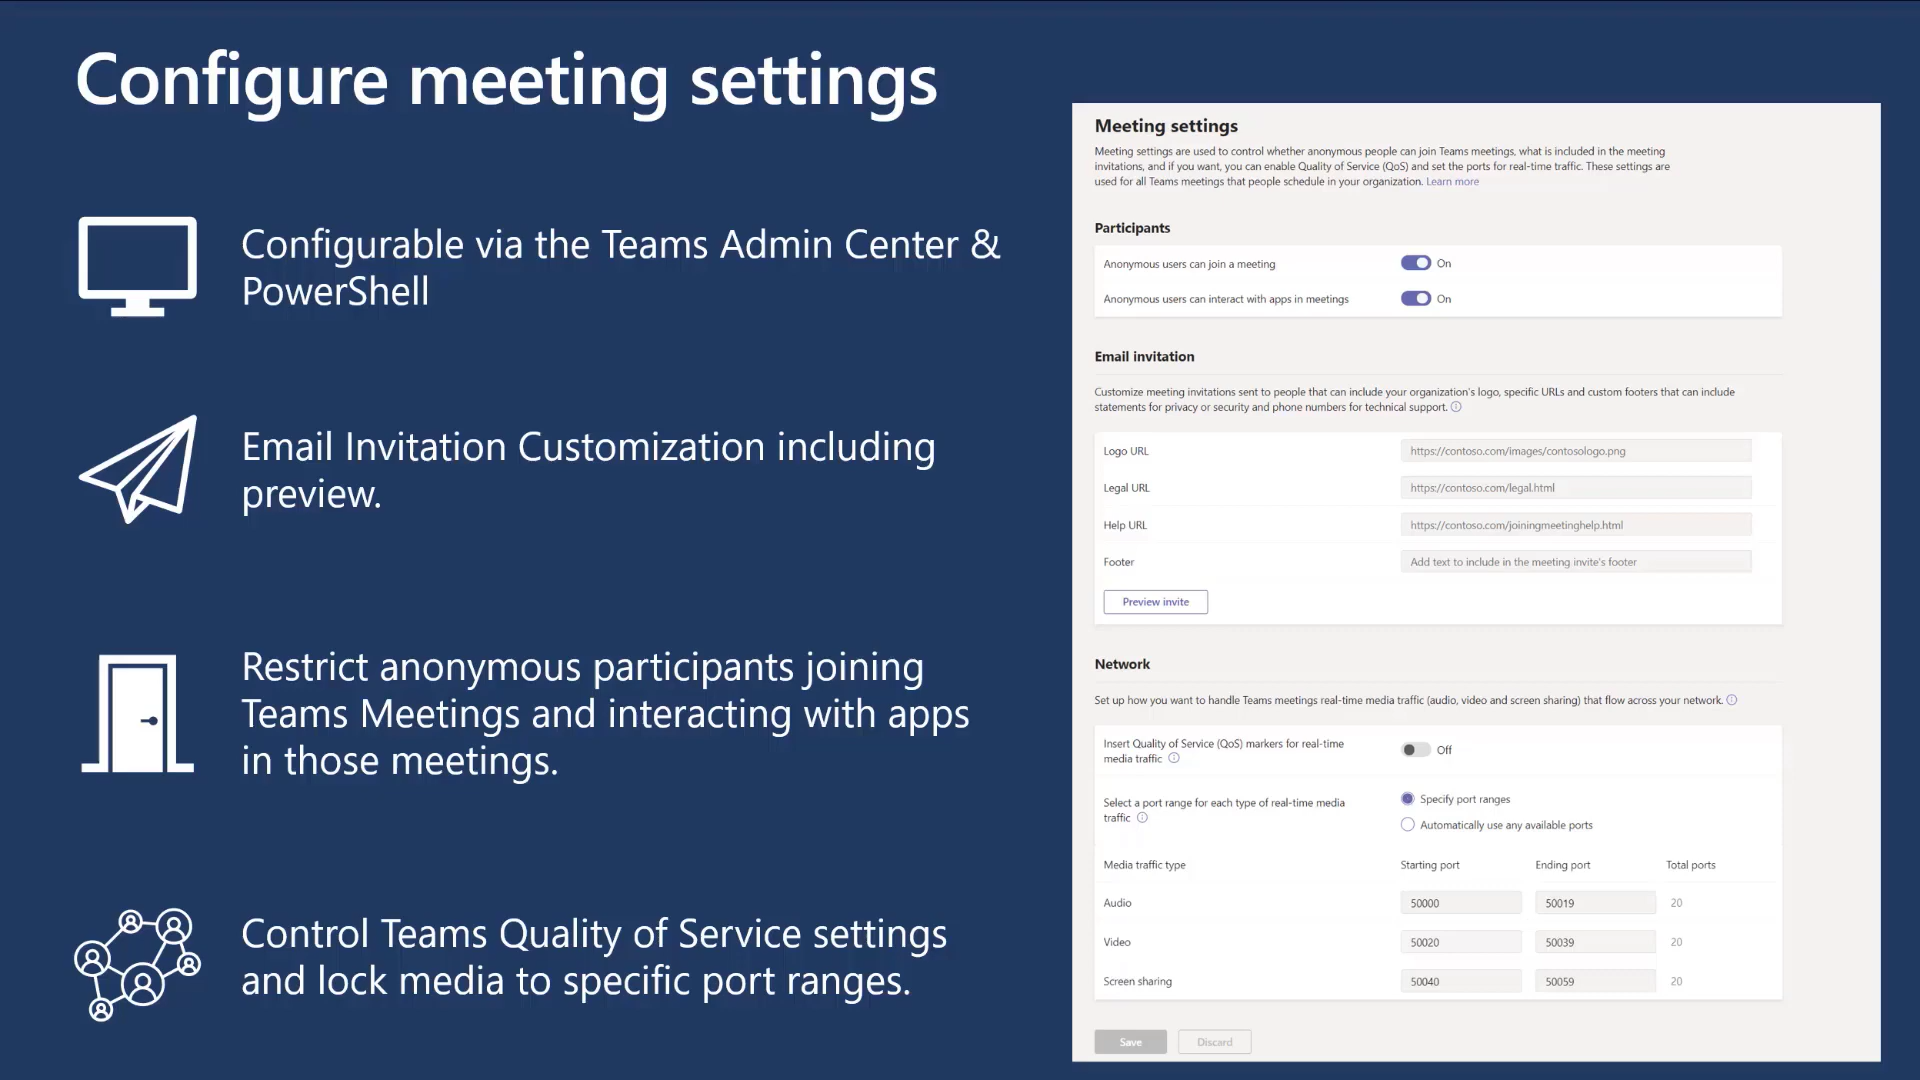 Configure meeting settings
Configurable via the Teams Admin Center &
PowerShell
Email Invitation Customization including
preview.
Restrict anonymous participants joining
Teams Meetings and interacting with apps
in those meetings.
Control Teams Quality of Service settings
and lock media to specific port ranges.
Meeting settings
Meeting settings are used to control whether anonymous people can join Teams meetings, what is included in the meeting
invitations, and if you want, you can enable Quality of Service (QoS) and set the ports for real-time traffic. These settings are
used for all Teams meetings that people schedule in your organization. Learn more
Participants
Anonymous users can join a meeting On
Anonymous users can interact with apps in meetings On
Email invitation
Customize meeting invitations sent to people that can include your organization's logo, specific URLs and custom footers that can include
statements for privacy or security and phone numbers for technical support.
Logo URL https://contoso.com/images/contosologo.png
Legal URL https://contoso.com/legal.html
Help URL https://contoso.com/joiningmeetinghelp.html
Footer Add text to include in the meeting invite's footer
Preview invite
Network
Set up how you want to handle Teams meetings real-time media traffic (audio, video and screen sharing) that flow across your network.
Insert Quality of Service (QoS) markers for real-time
media traffic Off
Select a port range for each type of real-time media
traffic
Specify port ranges
Automatically use any available ports
Media traffic type Starting port Ending port Total ports
Audio 50000 50019 20
Video 50020 50039 20
Screen sharing 50040 50059 20
Save Discard